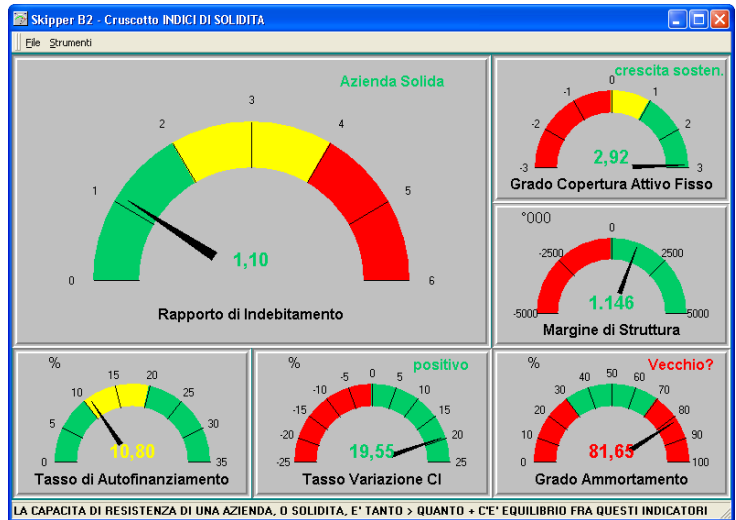 Skipper B2 - Cruscotto INDICI DI SOLIDITA
File Strumenti
Azienda Solida
0 1 2 3 4 5 6
1,10
Rapporto di Indebitamento
crescita sosten.
-3 -2 -1 0 1 2 3
2,92
Grado Copertura Attivo Fisso
°000
-5000 -2500 0 2500 5000
1.146
Margine di Struttura
%
0 5 10 15 20 25 30 35
10,80
Tasso di Autofinanziamento
% positivo
-25 -20 -15 -10 -5 0 5 10 15 20 25
19,55
Tasso Variazione CI
% Vecchio?
0 10 20 30 40 50 60 70 80 90 100
81,65
Grado Ammortamento
LA CAPACITA DI RESISTENZA DI UNA AZIENDA, O SOLIDITA, E' TANTO > QUANTO + C'E' EQUILIBRIO FRA QUESTI INDICATORI